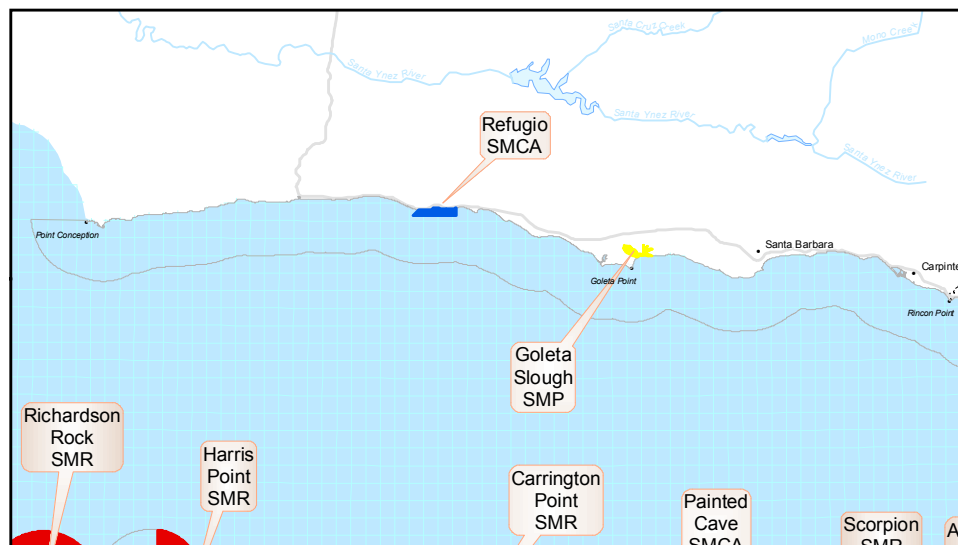 Santa Cruz Creek
Mono Creek
Santa Ynez River
Santa Ynez River
Santa Ynez River
Refugio
SMCA
Point Conception
Santa Barbara
Goleta Point
Carpinte
Rincon Point
Goleta
Slough
SMP
Richardson
Rock
SMR
Harris
Point
SMR
Carrington
Point
SMR
Painted
Cave
SMCA
Scorpion
SMR
A